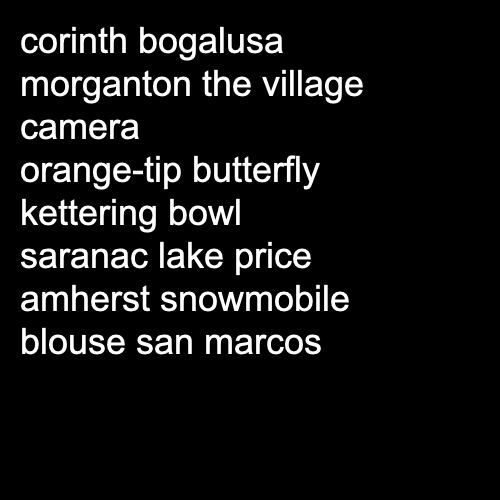 corinth bogalusa
morganton the village
camera
orange-tip butterfly
kettering bowl
saranac lake price
amherst snowmobile
blouse san marcos